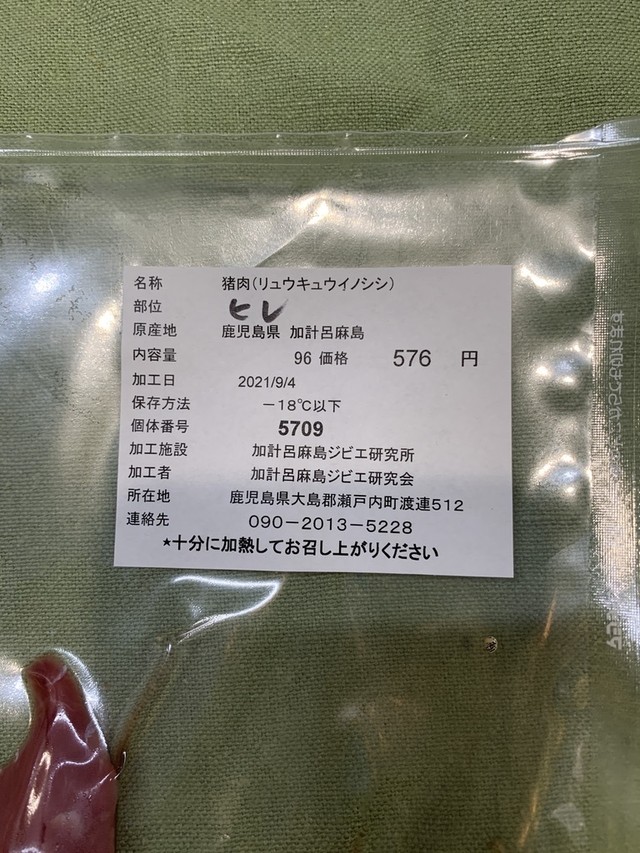 名称 猪肉(リュウキュウイノシシ)
部位 ヒレ
原産地 鹿児島県 加計呂麻島
内容量 96 価格 576 円
加工日 2021/9/4
保存方法 －18℃以下
個体番号 5709
加工施設 加計呂麻島ジビエ研究所
加工者 加計呂麻島ジビエ研究会
所在地 鹿児島県大島郡瀬戸内町渡連512
連絡先 090－2013－5228
*十分に加熱してお召し上がりください